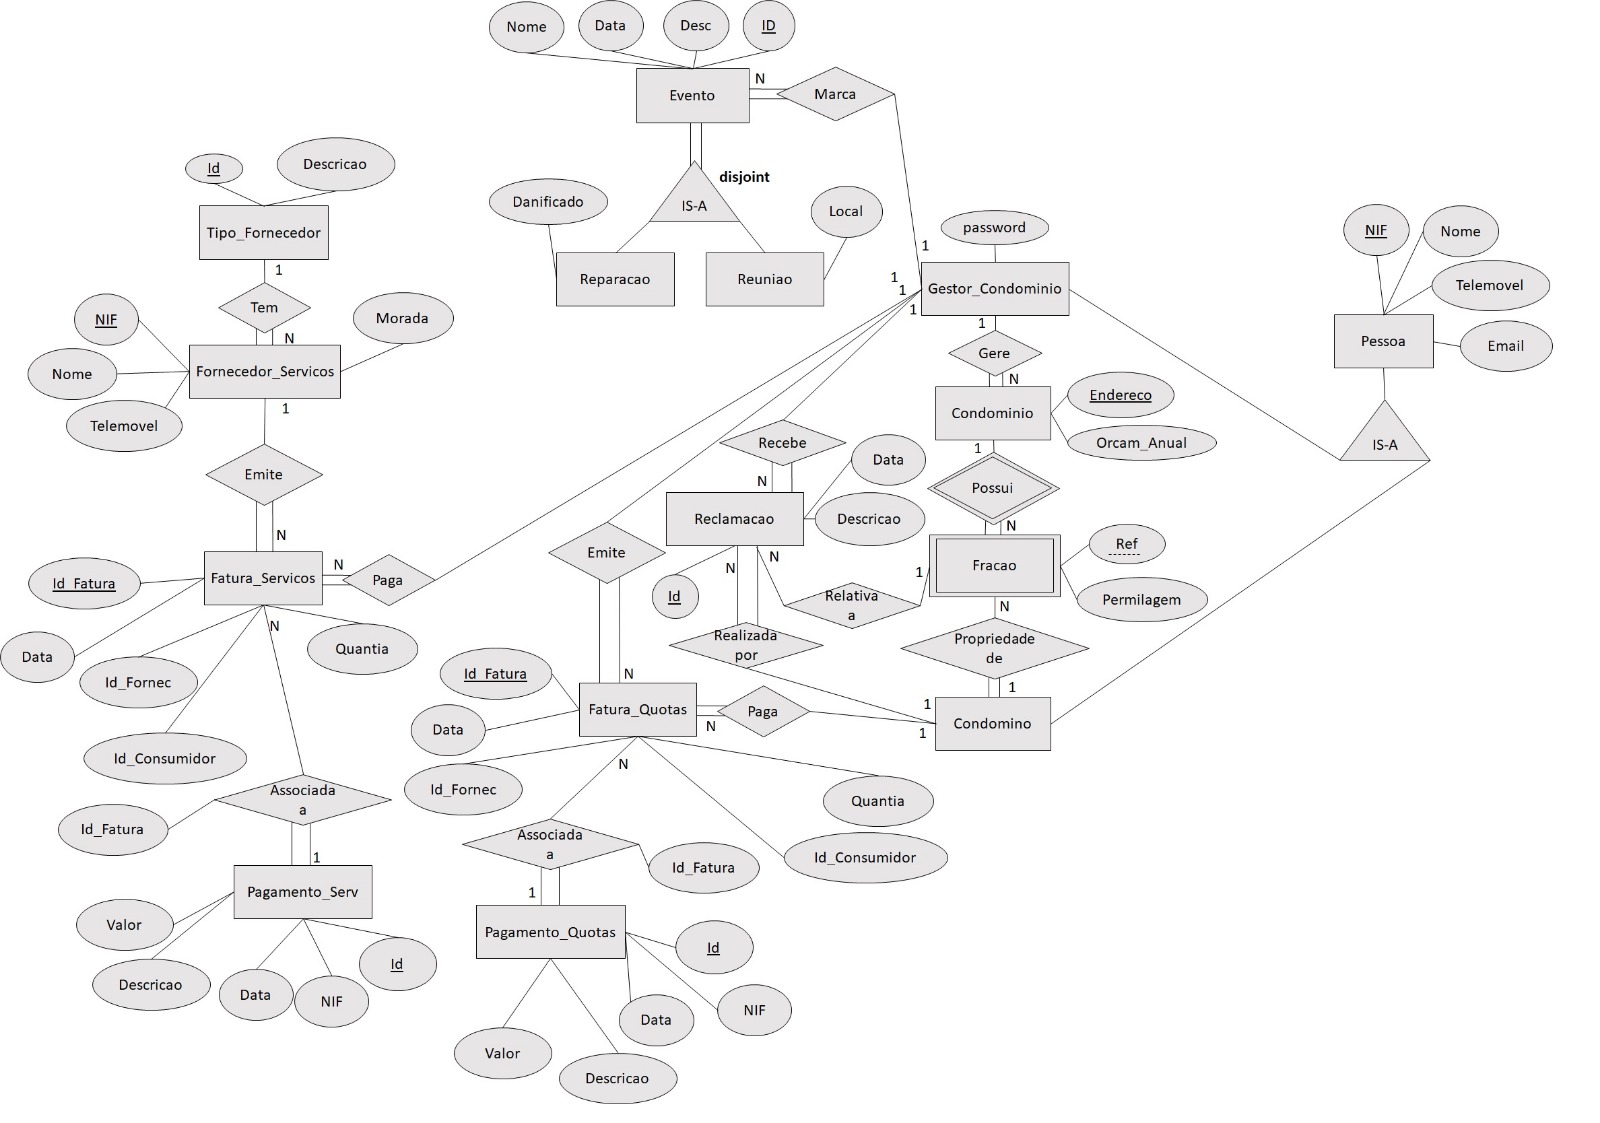 Nome
Data
Desc
ID
Evento
N
Marca
disjoint
IS-A
Danificado
Local
Reparacao
Reuniao
Id
Descricao
Tipo_Fornecedor
1
Tem
N
NIF
Morada
Nome
Fornecedor_Servicos
Telemovel
1
Emite
N
Fatura_Servicos
N
Paga
Id_Fatura
Data
Id_Fornec
Id_Consumidor
N
Quantia
Associad
a
Id_Fatura
1
Pagamento_Serv
Valor
Descricao
Data
NIF
Id
password
1
1
1
1
Gestor_Condominio
1
Gere
N
Condominio
Endereco
Orcam_Anual
1
Possui
N
Fracao
Ref
Permilagem
N
Propriedade
de
1
Condomino
1
1
NIF
Nome
Telemovel
Pessoa
Email
IS-A
Recebe
N
Data
Reclamacao
Descricao
Id
N
N
1
Relativa
a
Realizada
por
Emite
N
Id_Fatura
Fatura_Quotas
Data
N
Paga
Id_Fornec
N
Quantia
Id_Consumidor
Associad
a
Id_Fatura
1
Pagamento_Quotas
Id
NIF
Data
Valor
Descricao